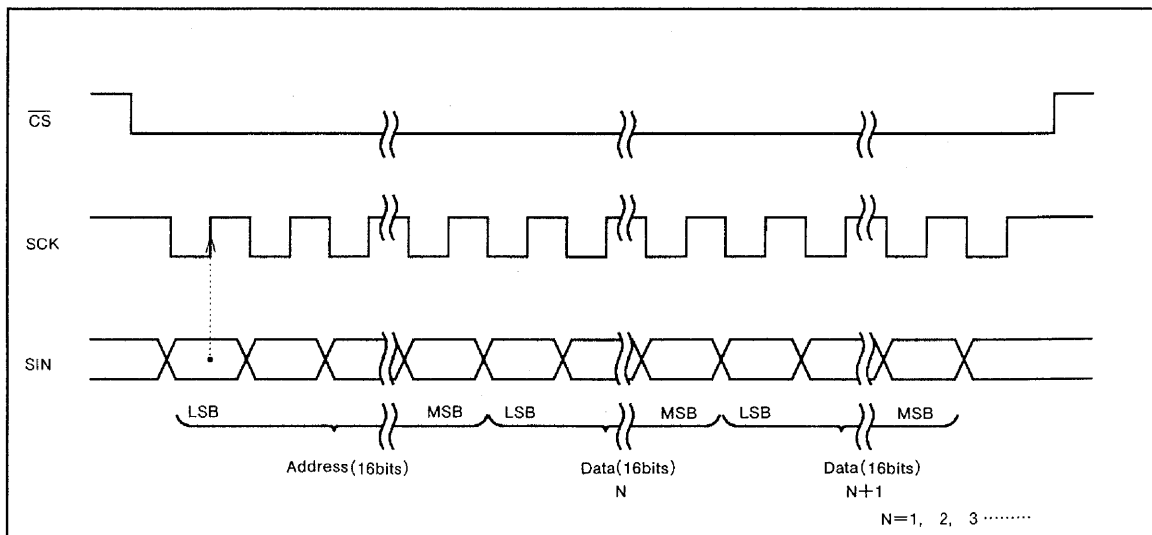 CS
SCK
SIN
LSB MSB LSB MSB LSB MSB
Address(16bits) Data(16bits) Data(16bits)
N N+1
N=1, 2, 3 ·········